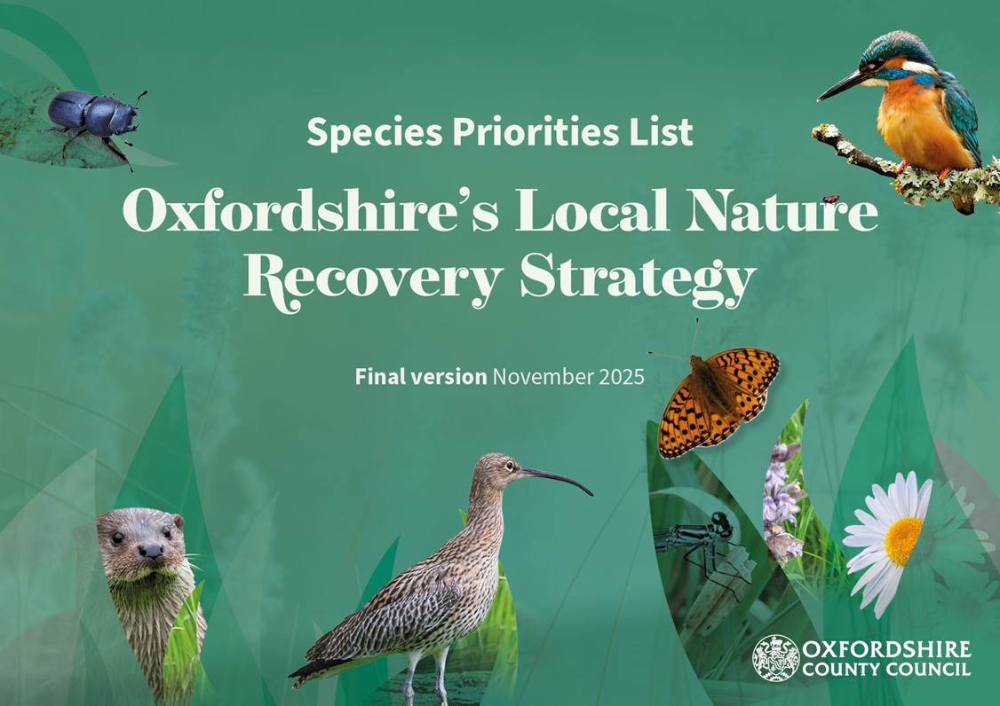 Species Priorities List
Oxfordshire’s Local Nature
Recovery Strategy
Final version November 2025
OXFORDSHIRE
COUNTY COUNCIL